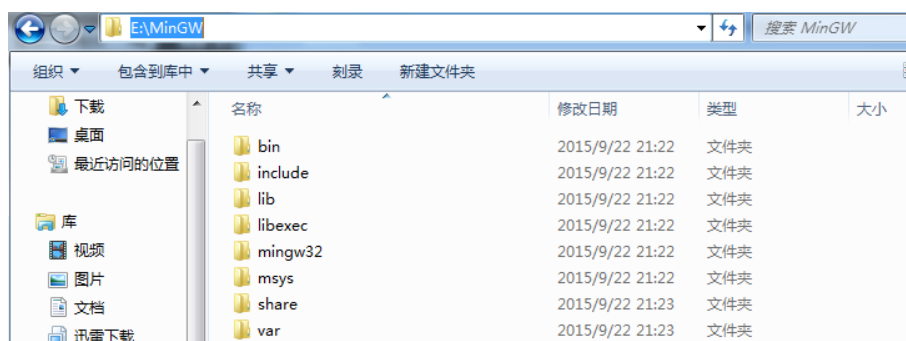 E:\MinGW 搜索 MinGW
组织 包含到库中 共享 刻录 新建文件夹
下载
桌面
最近访问的位置
库
视频
图片
文档
迅雷下载
名称 修改日期 类型 大小
bin 2015/9/22 21:22 文件夹
include 2015/9/22 21:22 文件夹
lib 2015/9/22 21:22 文件夹
libexec 2015/9/22 21:22 文件夹
mingw32 2015/9/22 21:22 文件夹
msys 2015/9/22 21:22 文件夹
share 2015/9/22 21:23 文件夹
var 2015/9/22 21:23 文件夹